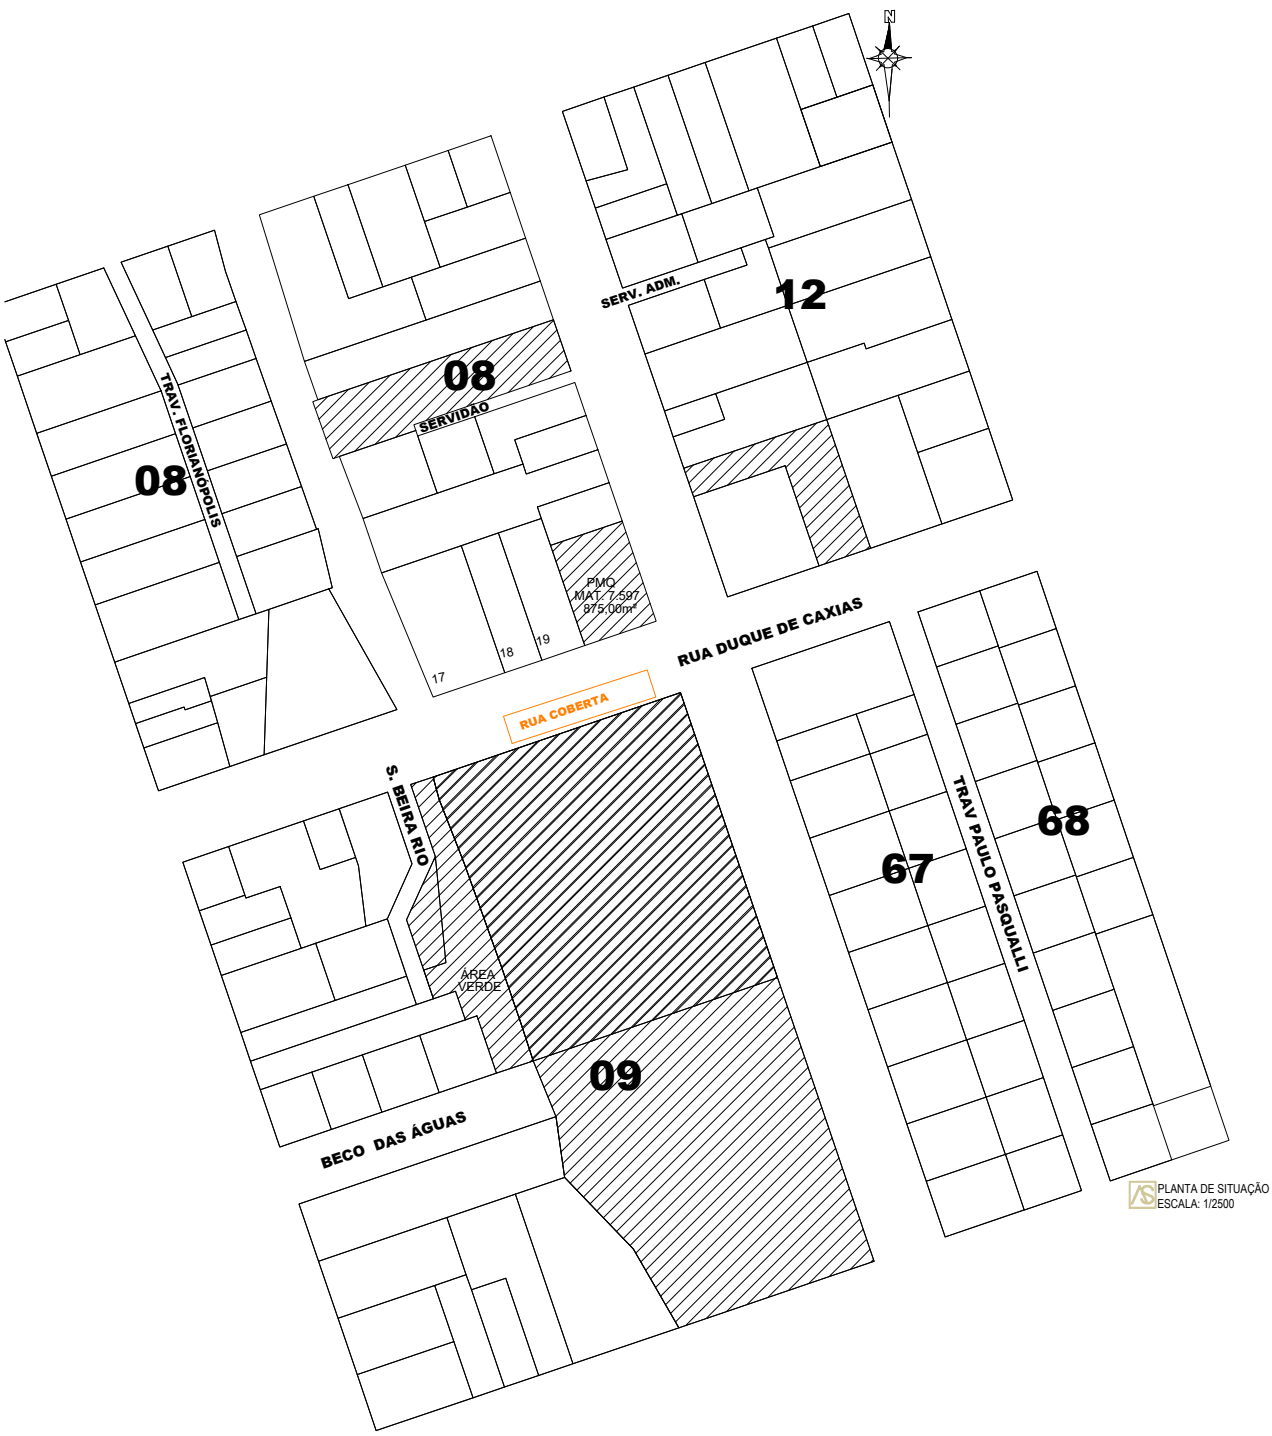 N
SERV. ADM.
12
08
SERVIDÃO
TRAV. FLORIANÓPOLIS
08
PMQ
MAT. 7.597
875,00m²
19
18
17
RUA DUQUE DE CAXIAS
RUA COBERTA
S. BEIRA RIO
TRAV PAULO PASQUALLI
68
67
ÁREA
VERDE
09
BECO DAS ÁGUAS
AS
PLANTA DE SITUAÇÃO
ESCALA: 1/2500